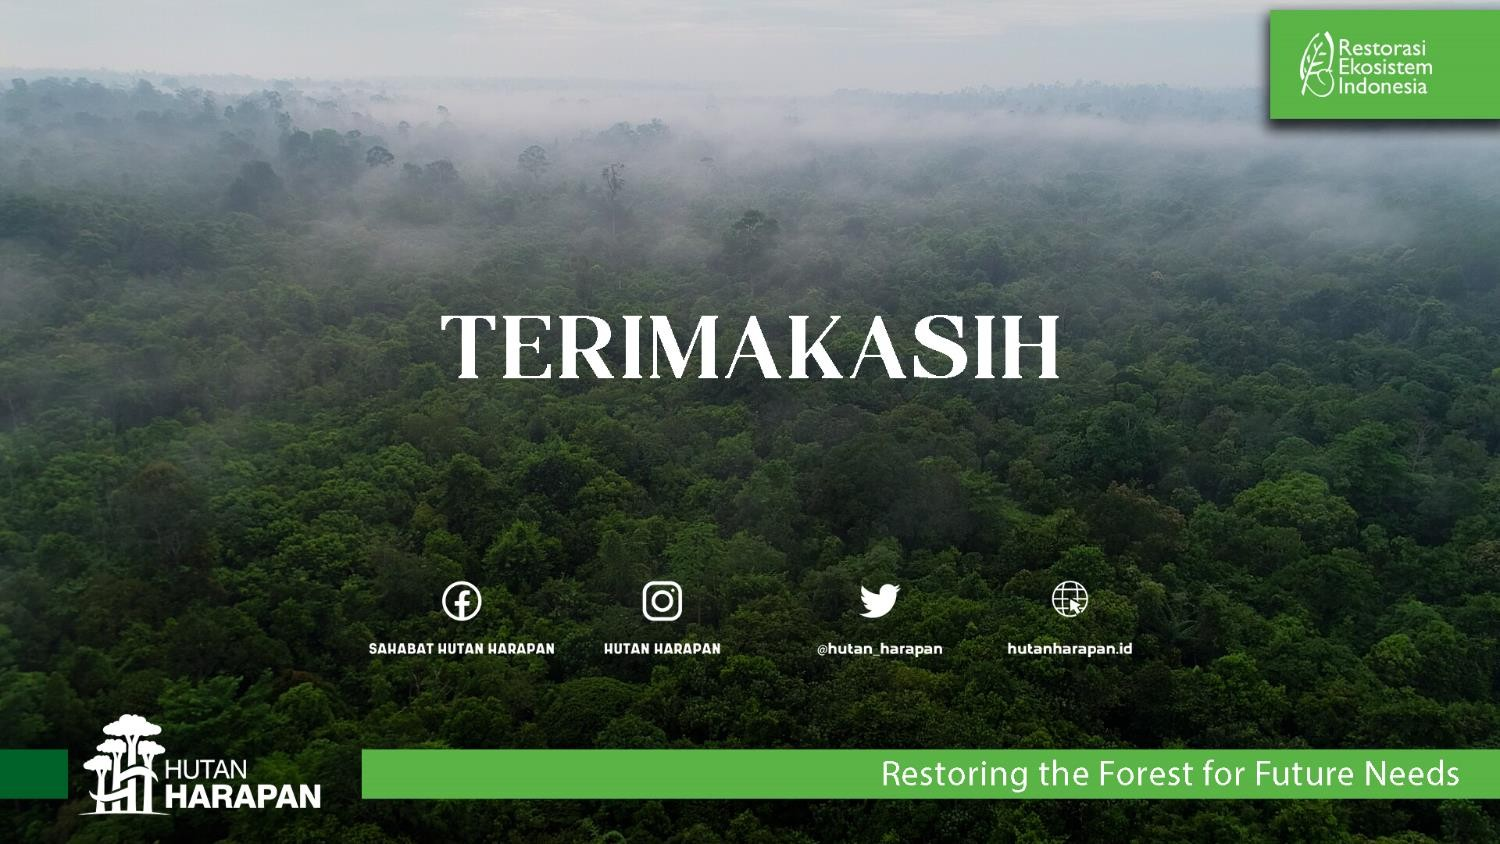 Restorasi
Ekosistem
Indonesia
TERIMAKASIH
SAHABAT HUTAN HARAPAN
HUTAN HARAPAN
@hutan_harapan
hutanharapan.id
HUTAN
HARAPAN
Restoring the Forest for Future Needs